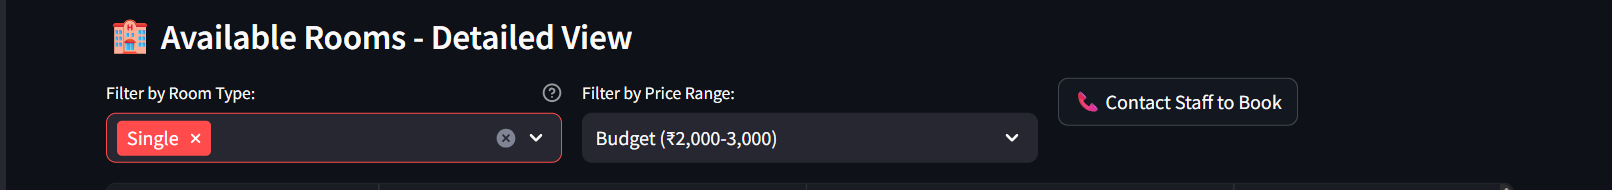 Available Rooms - Detailed View
Filter by Room Type:
Filter by Price Range:
Contact Staff to Book
Single
Budget (₹2,000-3,000)